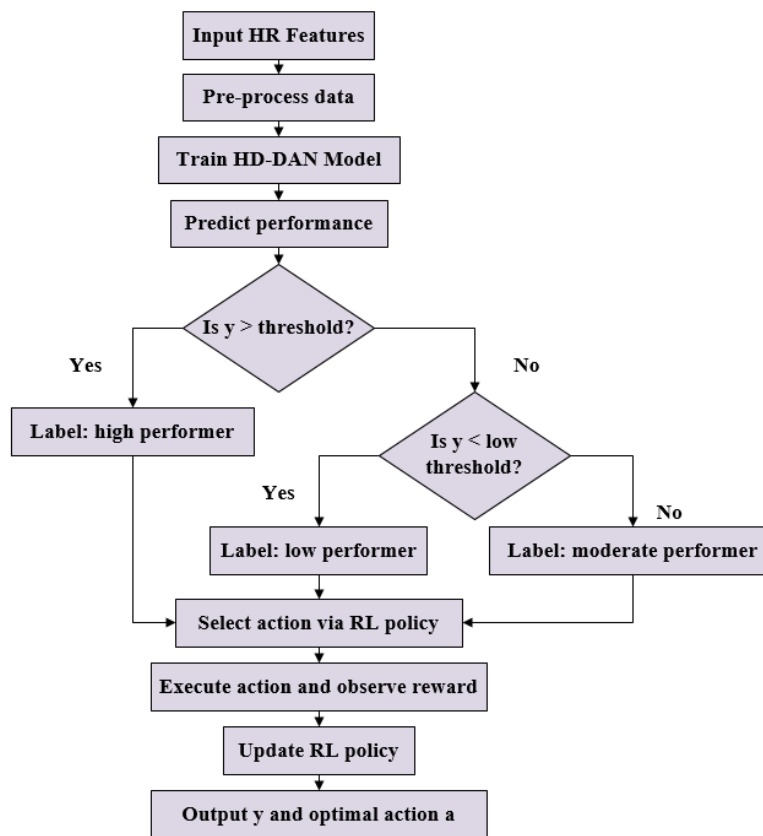 Input HR Features
Pre-process data
Train HD-DAN Model
Predict performance
Is y > threshold?
Yes
No
Label: high performer
Is y < low
threshold?
Yes
No
Label: low performer
Label: moderate performer
Select action via RL policy
Execute action and observe reward
Update RL policy
Output y and optimal action a